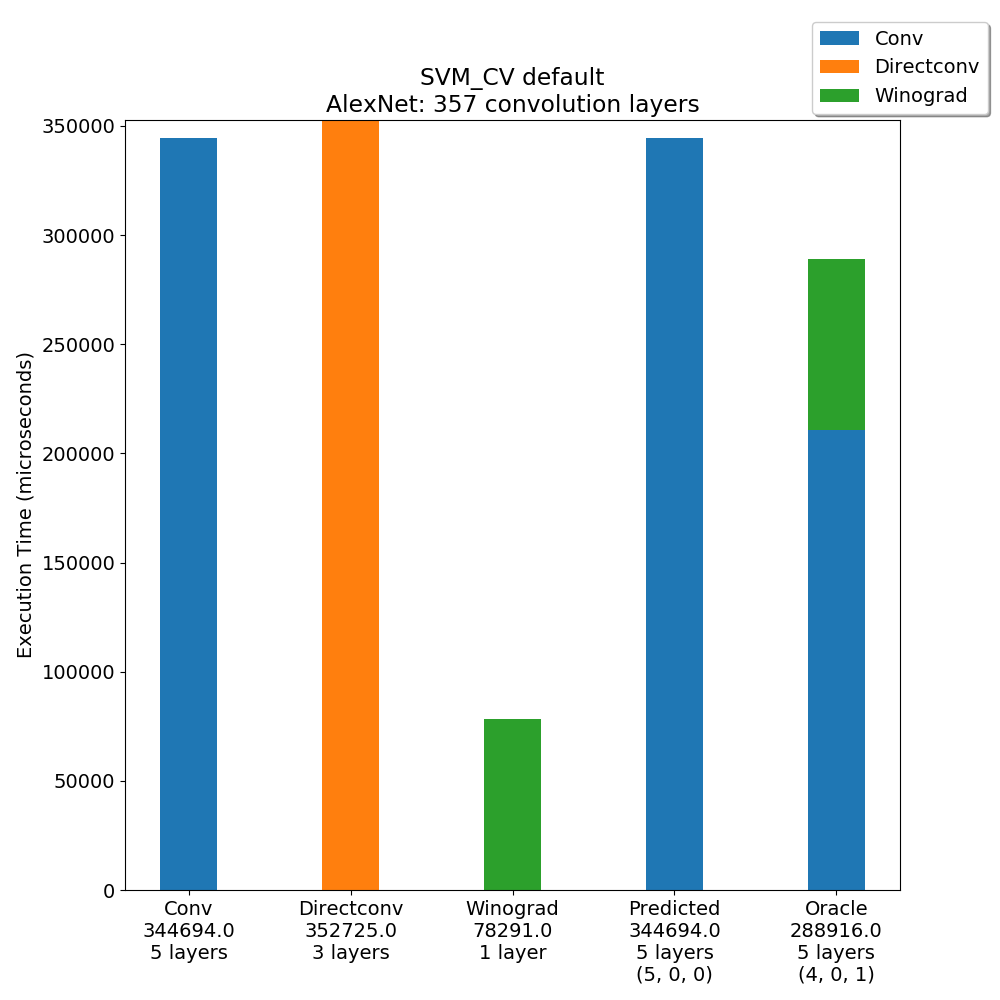 Conv
Directconv
Winograd
SVM_CV default
AlexNet: 357 convolution layers
Execution Time (microseconds)
350000
300000
250000
200000
150000
100000
50000
0
Conv
344694.0
5 layers
Directconv
352725.0
3 layers
Winograd
78291.0
1 layer
Predicted
344694.0
5 layers
(5, 0, 0)
Oracle
288916.0
5 layers
(4, 0, 1)